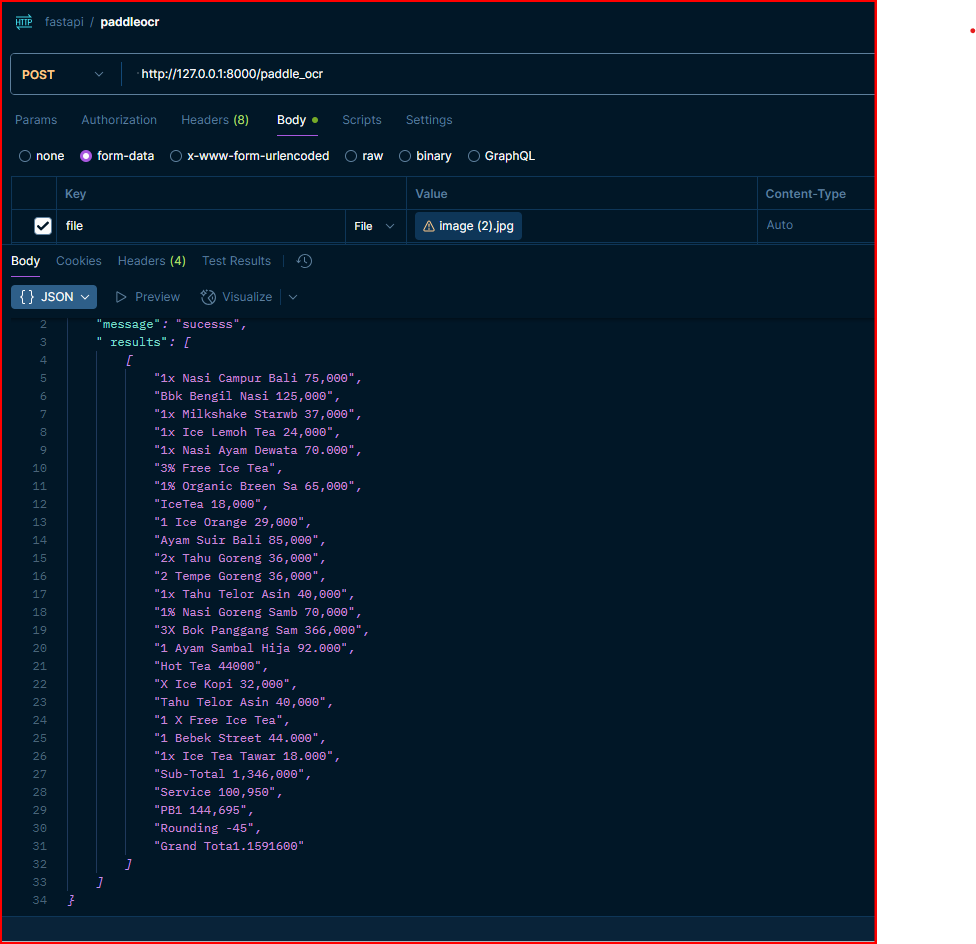 HTTP fastapi / paddleocr
POST http://127.0.0.1:8000/paddle_ocr
Params Authorization Headers (8) Body Scripts Settings
none form-data x-www-form-urlencoded raw binary GraphQL
Key Value Content-Type
file File image (2).jpg Auto
Body Cookies Headers (4) Test Results
{} JSON Preview Visualize
2 "message": "sucesss",
3 " results": [
4 [
5 "1x Nasi Campur Bali 75,000",
6 "Bbk Bengil Nasi 125,000",
7 "1x Milkshake Starwb 37,000",
8 "1x Ice Lemoh Tea 24,000",
9 "1x Nasi Ayam Dewata 70.000",
10 "3% Free Ice Tea",
11 "1% Organic Breen Sa 65,000",
12 "IceTea 18,000",
13 "1 Ice Orange 29,000",
14 "Ayam Suir Bali 85,000",
15 "2x Tahu Goreng 36,000",
16 "2 Tempe Goreng 36,000",
17 "1x Tahu Telor Asin 40,000",
18 "1% Nasi Goreng Samb 70,000",
19 "3X Bok Panggang Sam 366,000",
20 "1 Ayam Sambal Hija 92.000",
21 "Hot Tea 44000",
22 "X Ice Kopi 32,000",
23 "Tahu Telor Asin 40,000",
24 "1 X Free Ice Tea",
25 "1 Bebek Street 44.000",
26 "1x Ice Tea Tawar 18.000",
27 "Sub-Total 1,346,000",
28 "Service 100,950",
29 "PB1 144,695",
30 "Rounding -45",
31 "Grand Tota1.1591600"
32 ]
33 ]
34 }